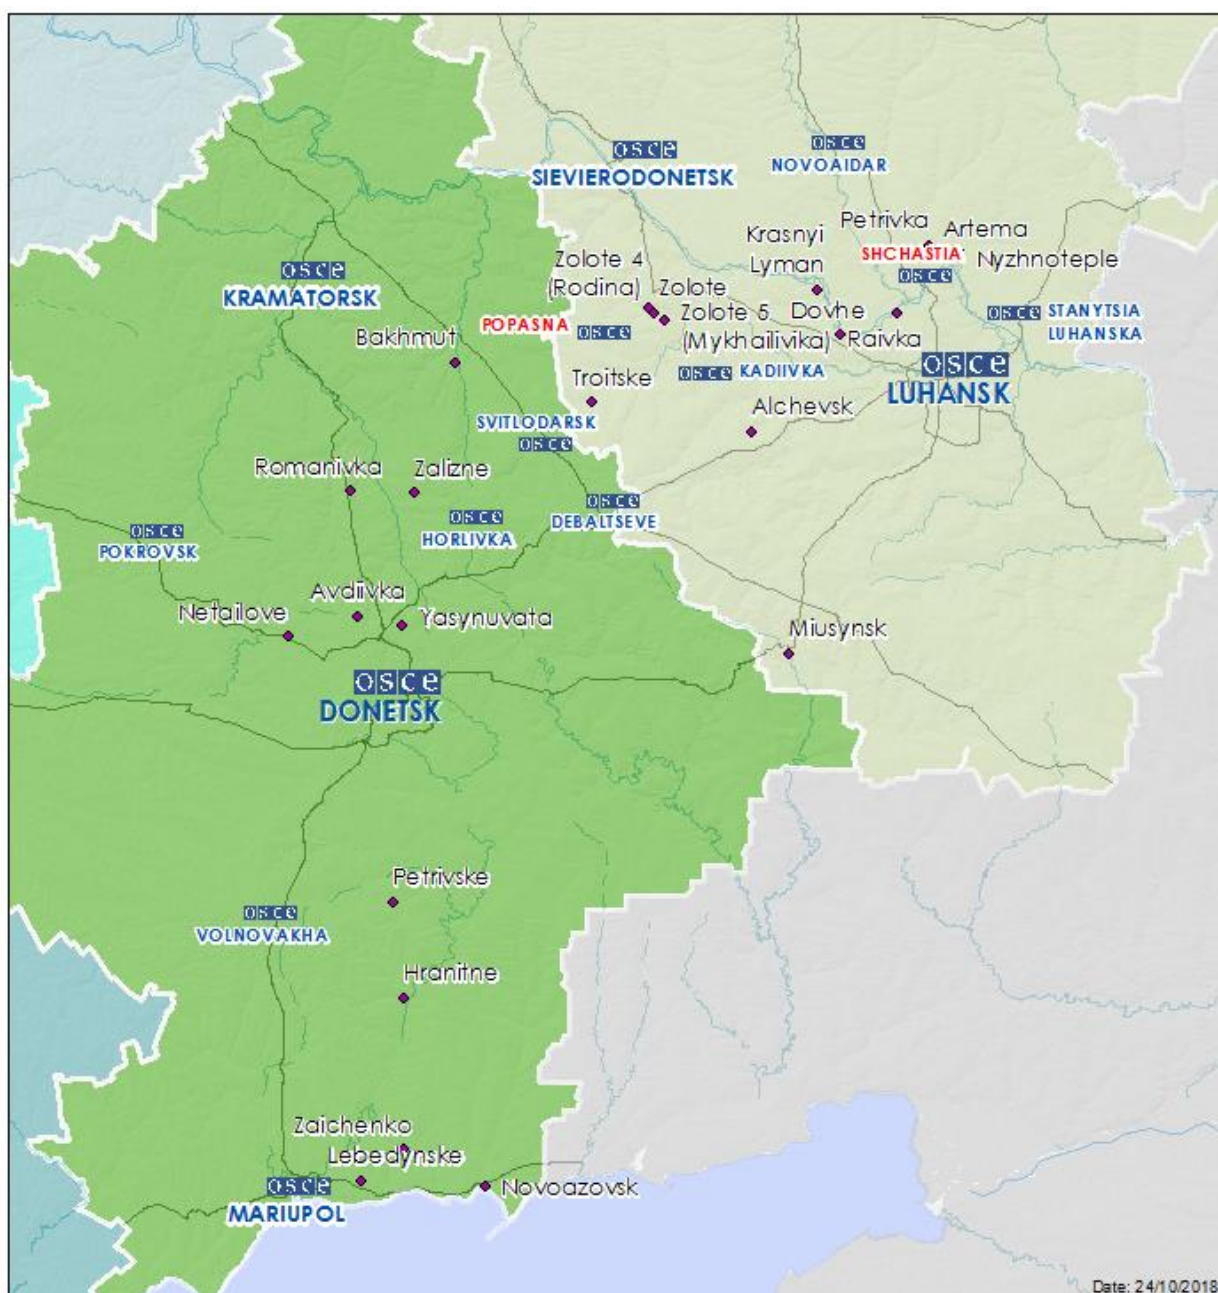 osce
NOVOAIDAR
osce
SIEVIERODONETSK
Petrivka
Artema
Krasnyi
Lyman
SHCHASTIA
Nyzhnoteple
osce
Zolote 4
(Rodina)
Zolote
osce
KRAMATORSK
Zolote 5
(Mykhailivika)
Dovhe
Raivka
osce
STANYTSIA
LUHANSKA
POPASNA
osce
Bakhmut
osce
LUHANSK
osce
KADIIVKA
Troitske
Alchevsk
SVITLODARSK
osce
Romanivka
Zalizne
osce
DEBALTSEVE
osce
HORLIVKA
osce
POKROVSK
Avdiivka
Netailove
Yasynuvata
Miusynsk
osce
DONETSK
Petrivske
osce
VOLNOVAKHA
Hranitne
Zaichenko
Lebedynske
osce
MARIUPOL
Novoazovsk
Date: 24/10/2018